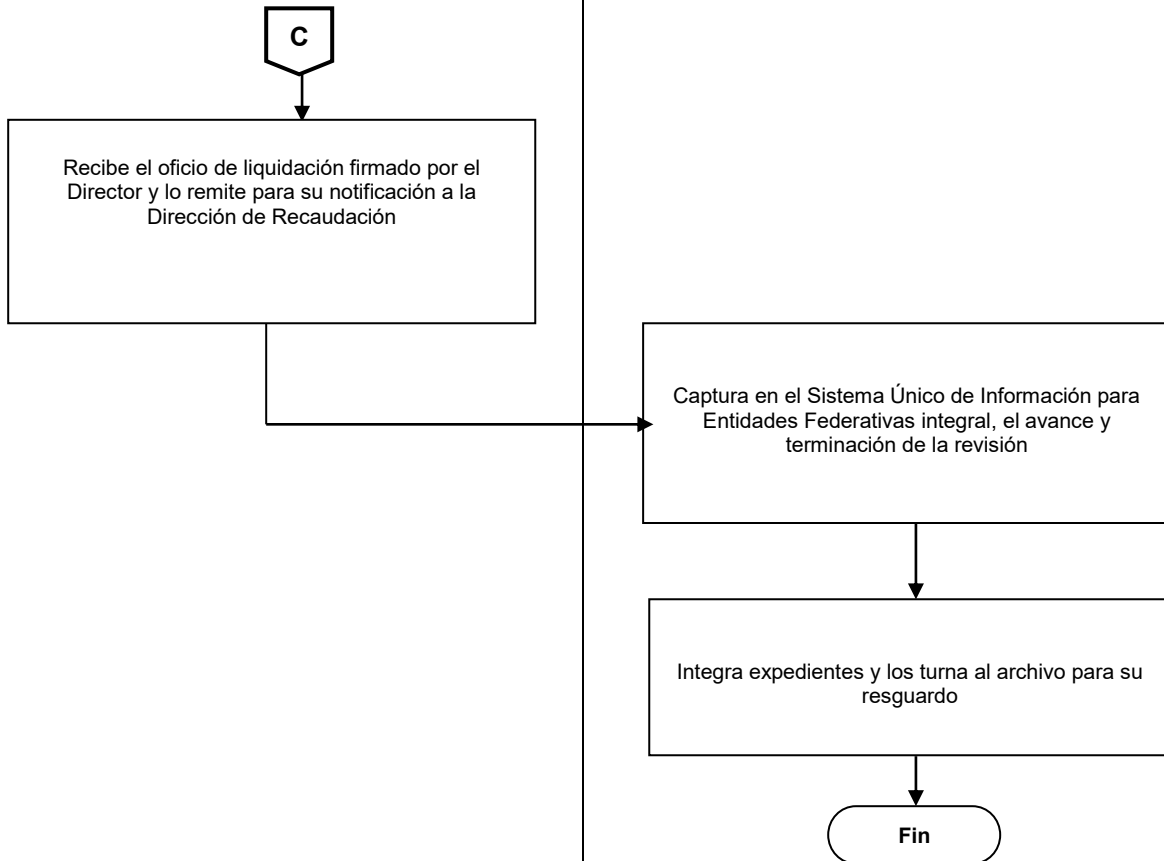 C
Recibe el oficio de liquidación firmado por el
Director y lo remite para su notificación a la
Dirección de Recaudación
Captura en el Sistema Único de Información para
Entidades Federativas integral, el avance y
terminación de la revisión
Integra expedientes y los turna al archivo para su
resguardo
Fin